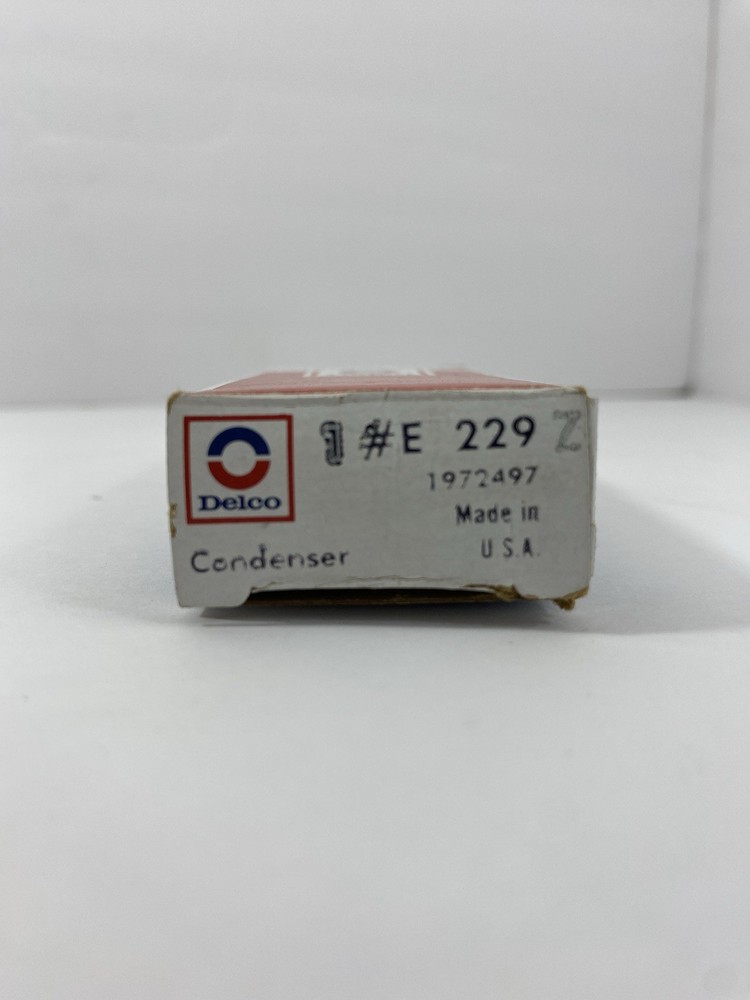 1 #E 229 Z
1972497
Made in
U.S.A.
Delco
Condenser